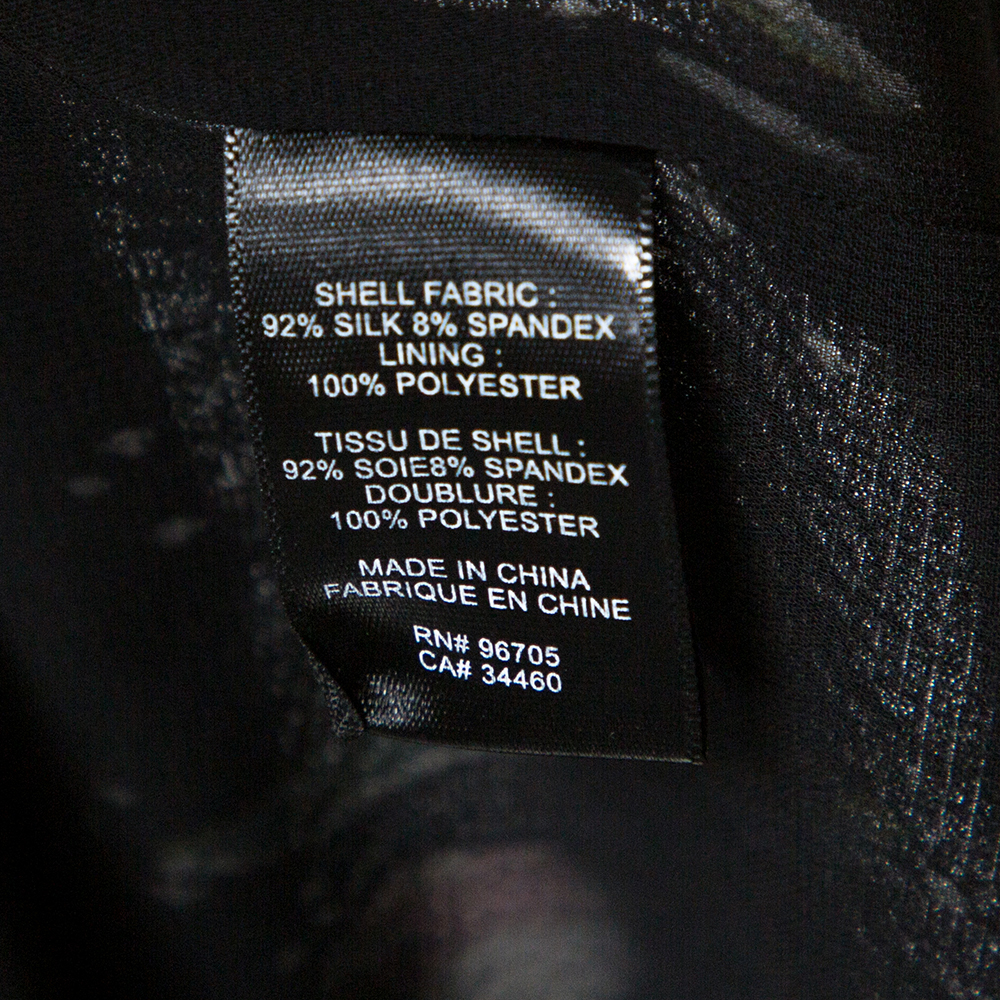 SHELL FABRIC :
92% SILK 8% SPANDEX
LINING :
100% POLYESTER
TISSU DE SHELL :
92% SOIE8% SPANDEX
DOUBLURE :
100% POLYESTER
MADE IN CHINA
FABRIQUE EN CHINE
RN# 96705
CA# 34460